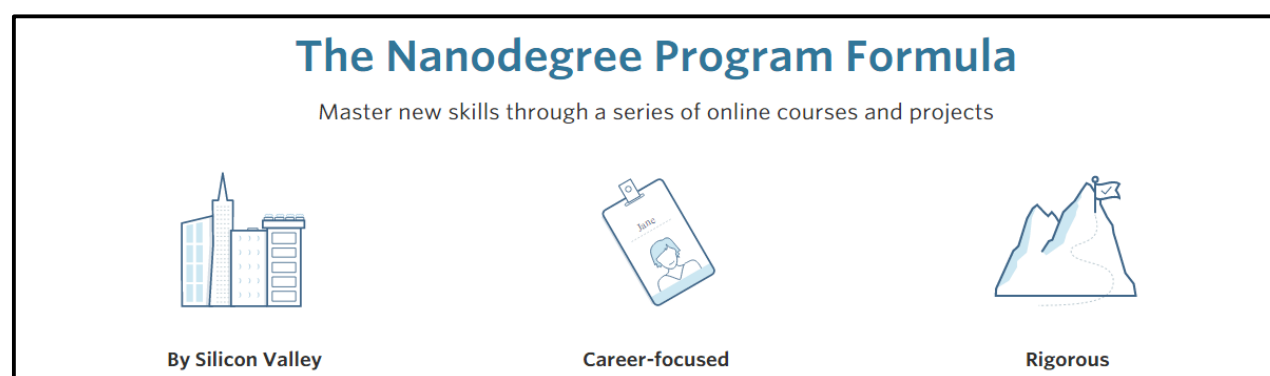 The Nanodegree Program Formula
Master new skills through a series of online courses and projects
Jane
By Silicon Valley
Career-focused
Rigorous